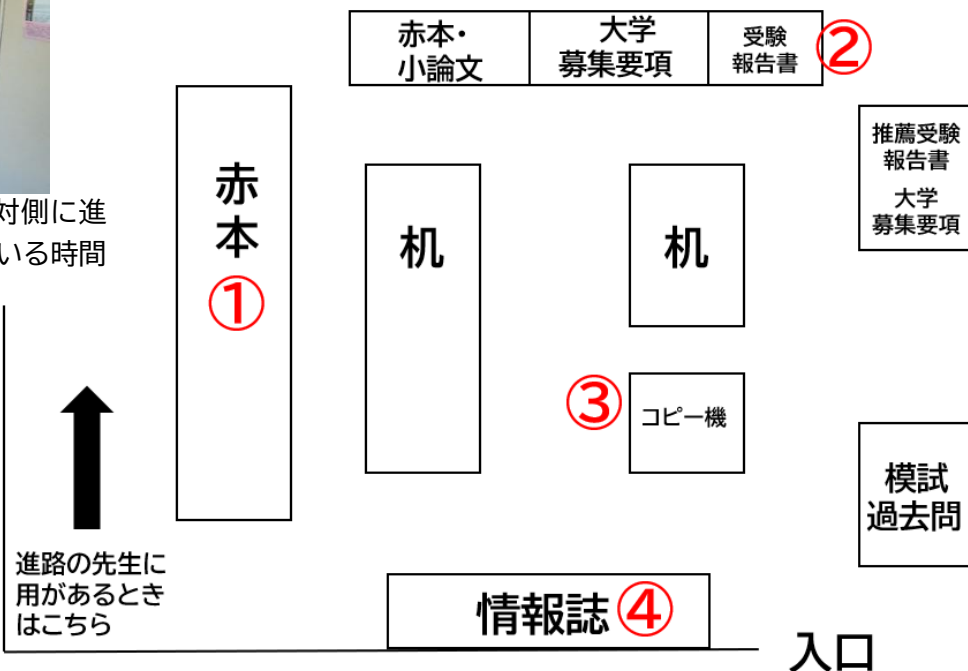 赤本・
小論文
大学
募集要項
受験
報告書
②
推薦受験
報告書
大学
募集要項
赤
本
①
机
机
対側に進
いる時間
③
コピー機
模試
過去問
進路の先生に
用があるとき
はこちら
情報誌④
入口